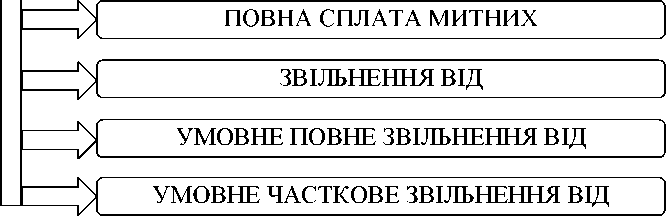 ПОВНА СПЛАТА МИТНИХ
ЗВІЛЬНЕННЯ ВІД
УМОВНЕ ПОВНЕ ЗВІЛЬНЕННЯ ВІД
УМОВНЕ ЧАСТКОВЕ ЗВІЛЬНЕННЯ ВІД